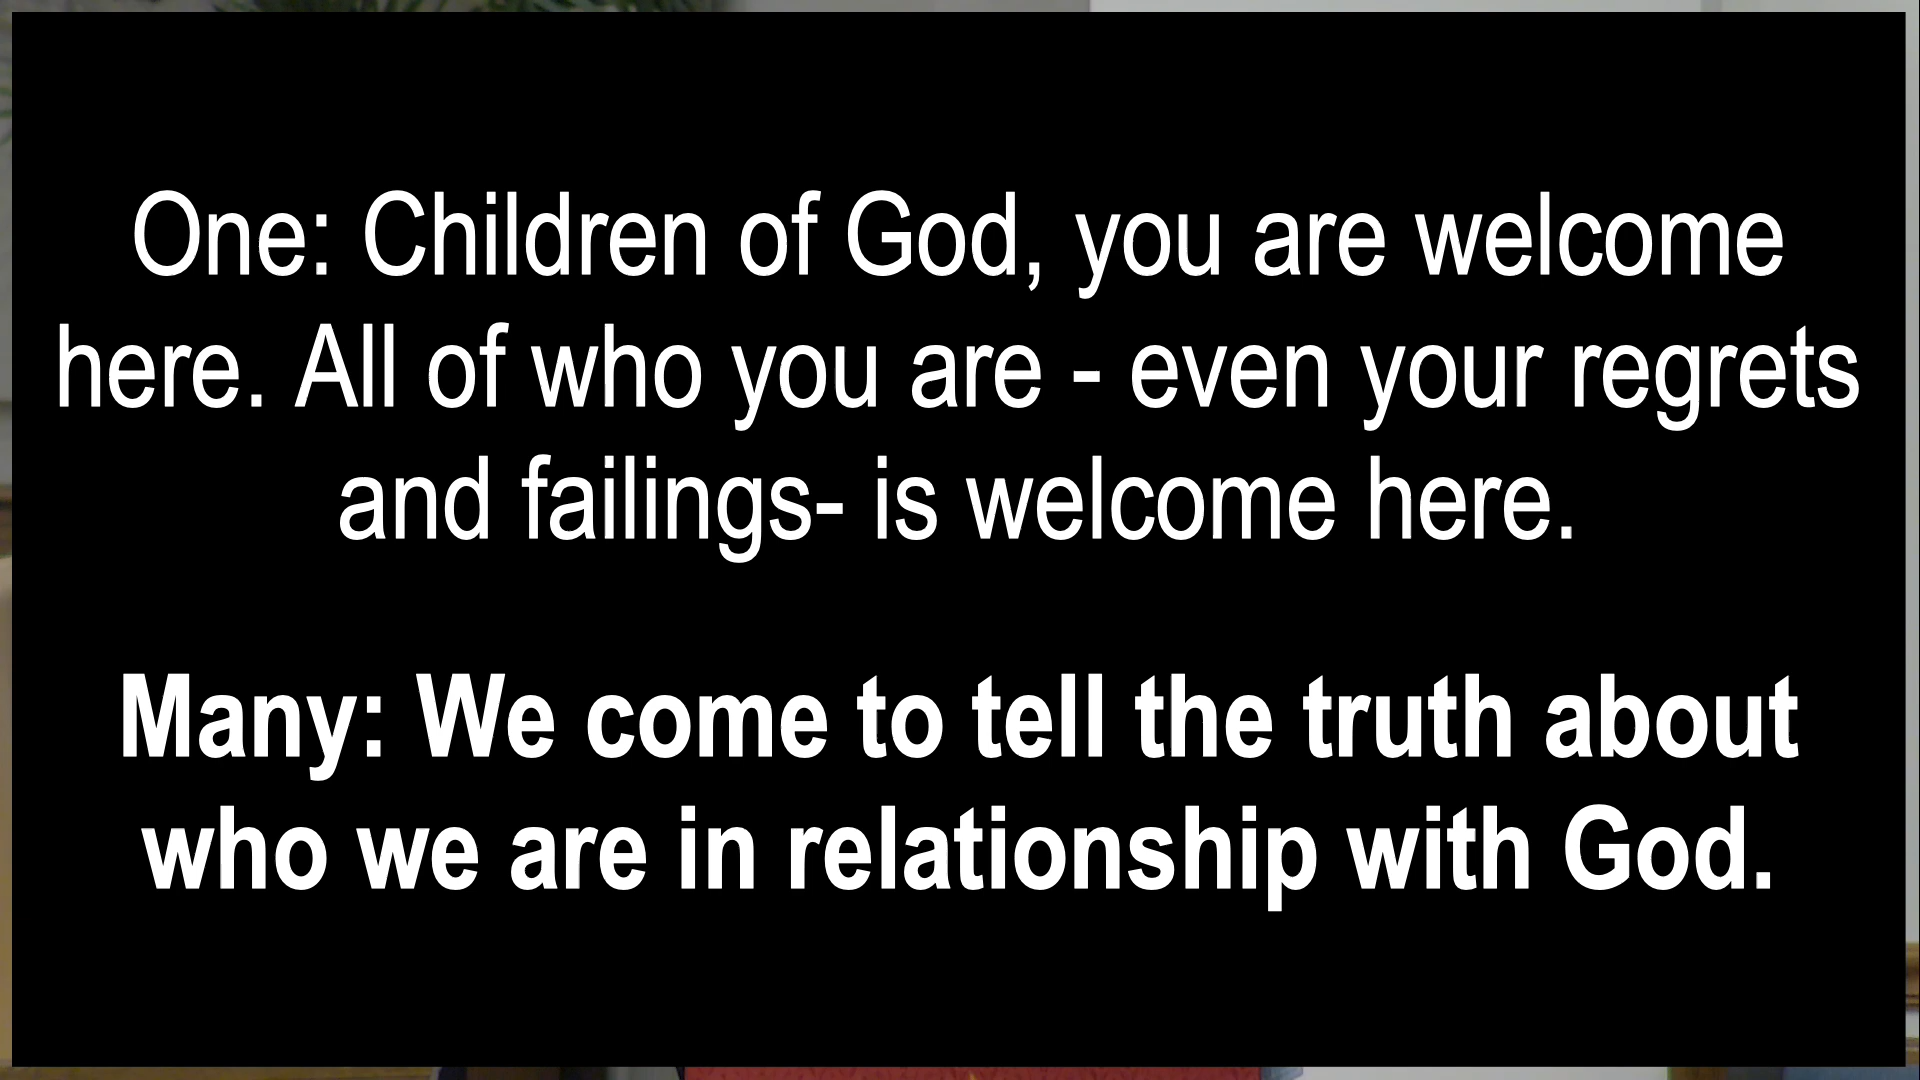 One: Children of God, you are welcome
here. All of who you are - even your regrets
and failings- is welcome here.
Many: We come to tell the truth about
who we are in relationship with God.